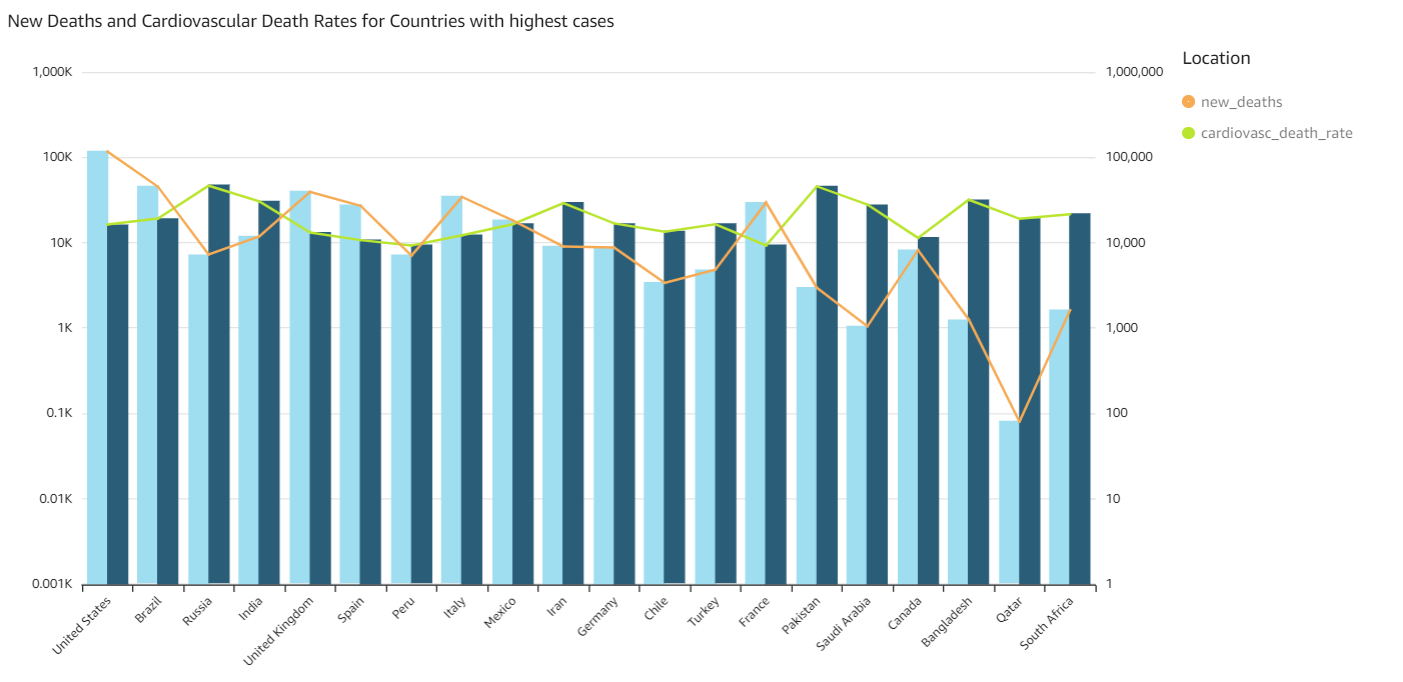 New Deaths and Cardiovascular Death Rates for Countries with highest cases
Location
new_deaths
cardiovasc_death_rate
1,000K
100K
10K
1K
0.1K
0.01K
0.001K
1,000,000
100,000
10,000
1,000
100
10
1
United States
Brazil
Russia
India
United Kingdom
Spain
Peru
Italy
Mexico
Iran
Germany
Chile
Turkey
France
Pakistan
Saudi Arabia
Canada
Bangladesh
Qatar
South Africa